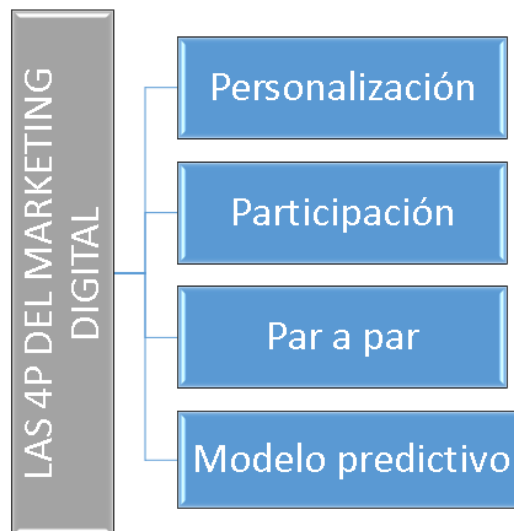 LAS 4P DEL MARKETING
DIGITAL
Personalización
Participación
Par a par
Modelo predictivo